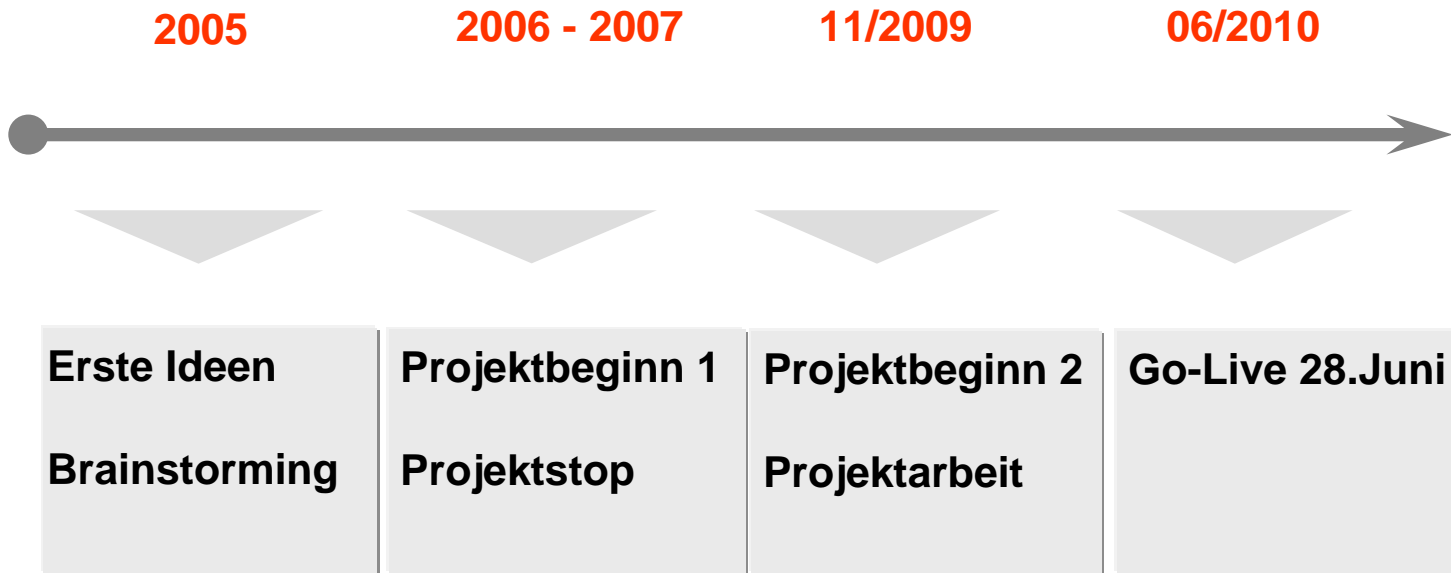 2005
2006 - 2007
11/2009
06/2010
Erste Ideen
Brainstorming
Projektbeginn 1
Projektstop
Projektbeginn 2
Projektarbeit
Go-Live 28.Juni